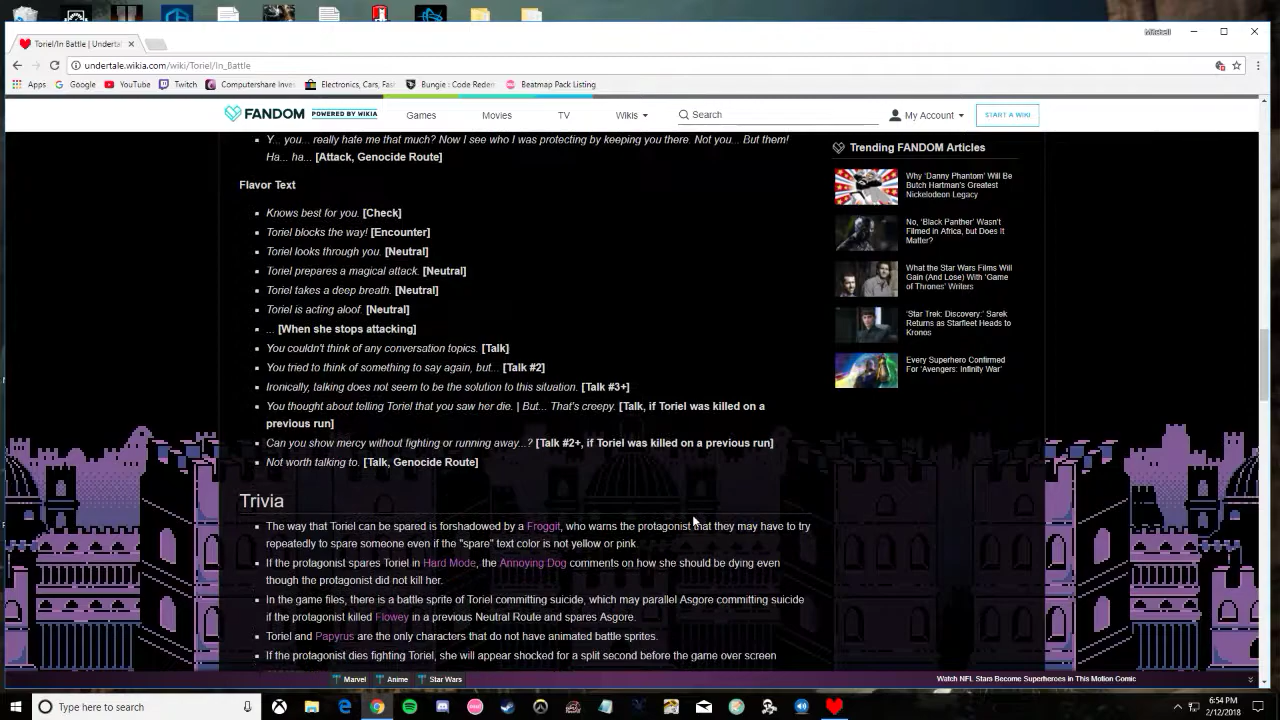 Mitchell
Toriel/In Battle | Underta
undertale.wikia.com/wiki/Toriel/In_Battle
Apps Google YouTube Twitch Computershare Inves Electronics, Cars, Fas Bungie : Code Rede Beatmap Pack Listing
FANDOM POWERED BY WIKIA Games Movies TV Wikis Search My Account START A WIKI
Y... you... really hate me that much? Now I see who I was protecting by keeping you there. Not you... But them!
Ha... ha... [Attack, Genocide Route]
Flavor Text
Knows best for you. [Check]
Toriel blocks the way! [Encounter]
Toriel looks through you. [Neutral]
Toriel prepares a magical attack. [Neutral]
Toriel takes a deep breath. [Neutral]
Toriel is acting aloof. [Neutral]
... [When she stops attacking]
You couldn't think of any conversation topics. [Talk]
You tried to think of something to say again, but... [Talk #2]
Ironically, talking does not seem to be the solution to this situation. [Talk #3+]
You thought about telling Toriel that you saw her die. | But... That's creepy. [Talk, if Toriel was killed on a
previous run]
Can you show mercy without fighting or running away...? [Talk #2+, if Toriel was killed on a previous run]
Not worth talking to. [Talk, Genocide Route]
Trivia
The way that Toriel can be spared is forshadowed by a Froggit, who warns the protagonist that they may have to try
repeatedly to spare someone even if the "spare" text color is not yellow or pink.
If the protagonist spares Toriel in Hard Mode, the Annoying Dog comments on how she should be dying even
though the protagonist did not kill her.
In the game files, there is a battle sprite of Toriel committing suicide, which may parallel Asgore committing suicide
if the protagonist killed Flowey in a previous Neutral Route and spares Asgore.
Toriel and Papyrus are the only characters that do not have animated battle sprites.
If the protagonist dies fighting Toriel, she will appear shocked for a split second before the game over screen
Trending FANDOM Articles
Why 'Danny Phantom' Will Be
Butch Hartman's Greatest
Nickelodeon Legacy
No, 'Black Panther' Wasn't
Filmed in Africa, but Does It
Matter?
What the Star Wars Films Will
Gain (And Lose) With 'Game
of Thrones' Writers
'Star Trek: Discovery:' Sarek
Returns as Starfleet Heads to
Kronos
Every Superhero Confirmed
For 'Avengers: Infinity War'
Marvel Anime Star Wars Watch NFL Stars Become Superheroes in This Motion Comic
Type here to search
6:54 PM
2/12/2018